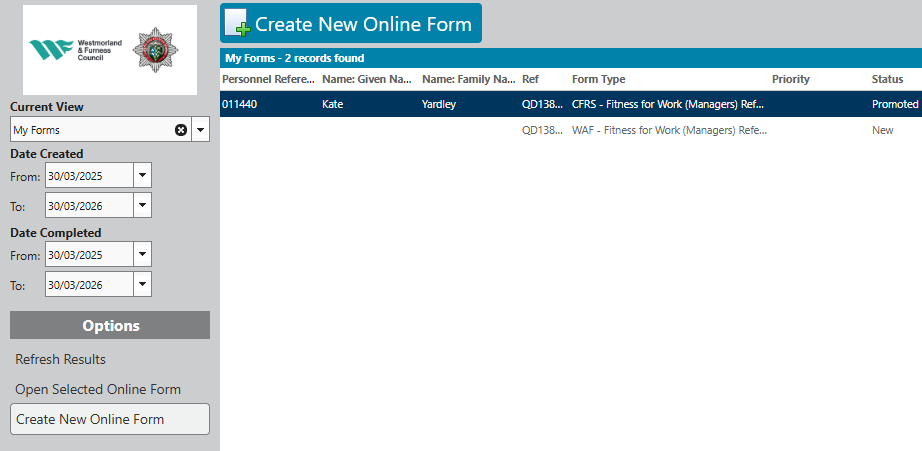 Westmorland
& Furness
Council
Create New Online Form
My Forms - 2 records found
Personnel Refere... Name: Given Na... Name: Family Na... Ref Form Type Priority Status
011440 Kate Yardley QD138... CFRS - Fitness for Work (Managers) Ref... Promoted
QD138... WAF - Fitness for Work (Managers) Refe... New
Current View
My Forms
Date Created
From: 30/03/2025
To: 30/03/2026
Date Completed
From: 30/03/2025
To: 30/03/2026
Options
Refresh Results
Open Selected Online Form
Create New Online Form